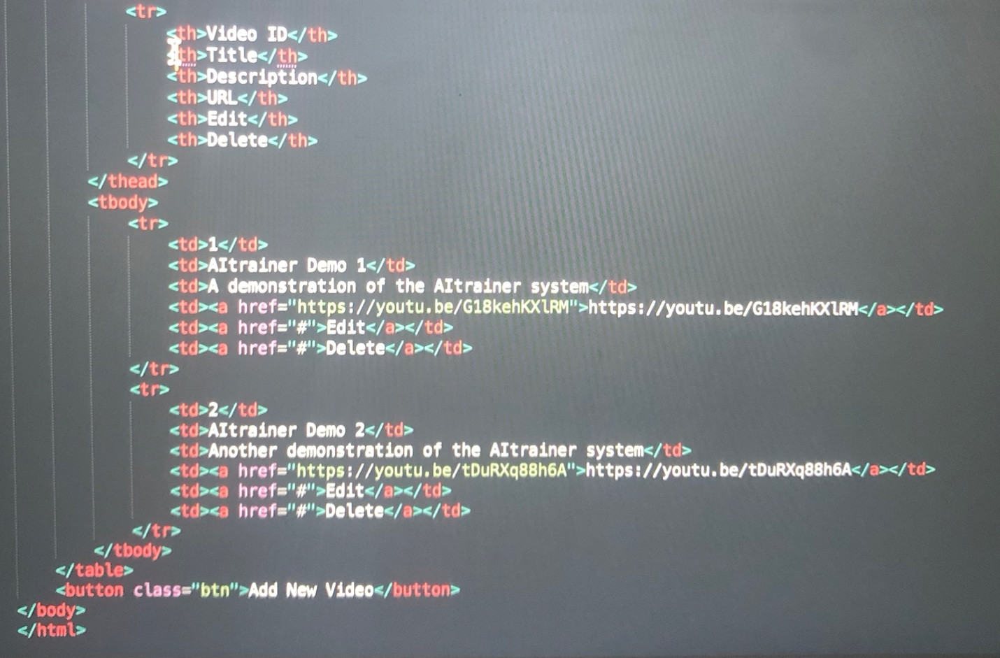 <tr>
<th>Video ID</th>
<th>Title</th>
<th>Description</th>
<th>URL</th>
<th>Edit</th>
<th>Delete</th>
</tr>
</thead>
<tbody>
<tr>
<td>1</td>
<td>AItrainer Demo 1</td>
<td>A demonstration of the AItrainer system</td>
<td><a href="https://youtu.be/G18kehKXlRM">https://youtu.be/G18kehKXlRM</a></td>
<td><a href="#">Edit</a></td>
<td><a href="#">Delete</a></td>
</tr>
<tr>
<td>2</td>
<td>AItrainer Demo 2</td>
<td>Another demonstration of the AItrainer system</td>
<td><a href="https://youtu.be/tDuRXq88h6A">https://youtu.be/tDuRXq88h6A</a></td>
<td><a href="#">Edit</a></td>
<td><a href="#">Delete</a></td>
</tr>
</tbody>
</table>
<button class="btn">Add New Video</button>
</body>
</html>